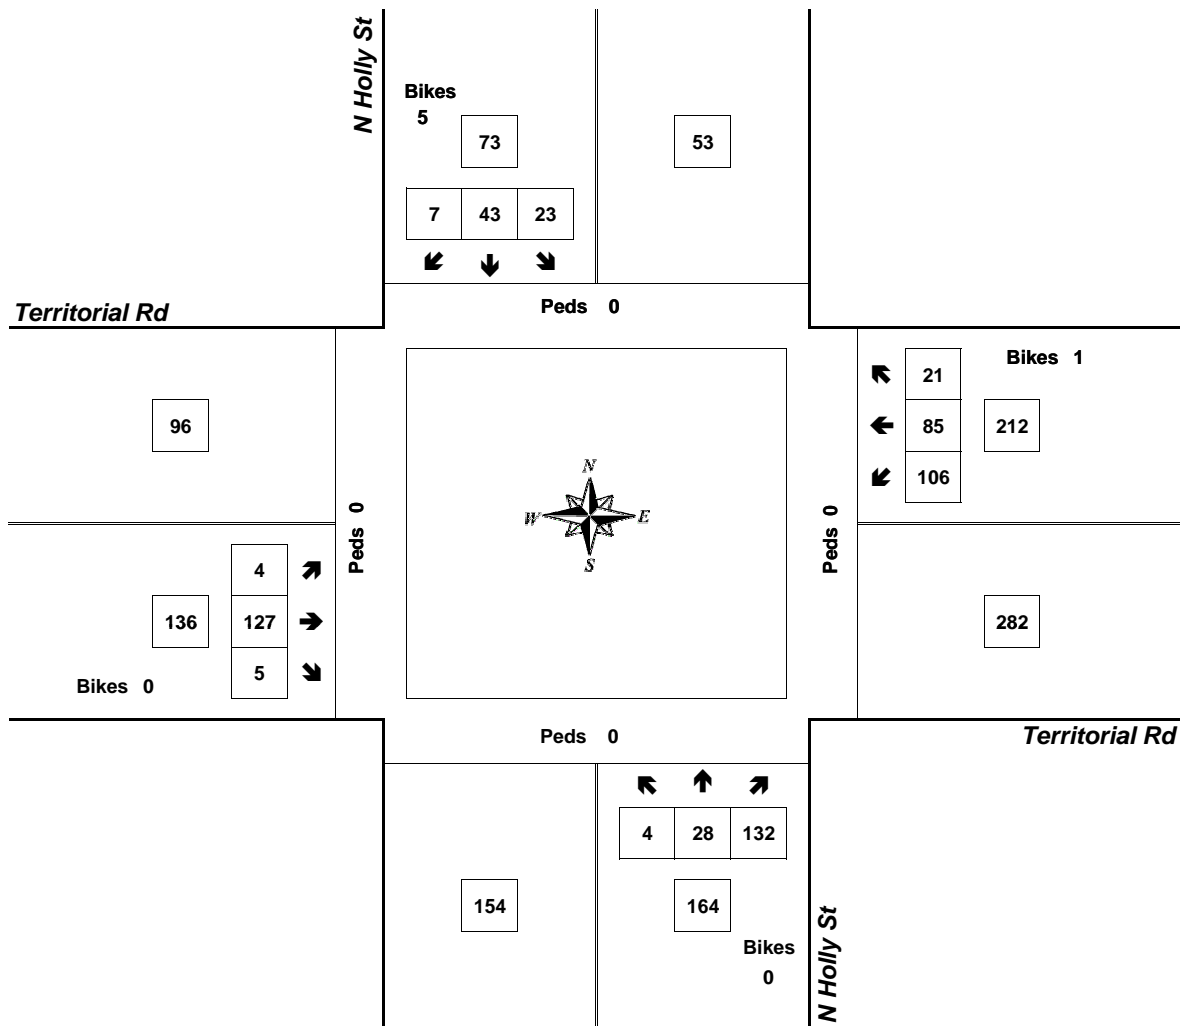 N Holly St
Bikes
5
73
53
7 43 23
Territorial Rd
Peds 0
Bikes 1
21
96
85 212
106
N
W E
S
Peds 0
Peds 0
4
136 127
282
5
Bikes 0
Peds 0
Territorial Rd
4 28 132
154
164
Bikes
0
N Holly St